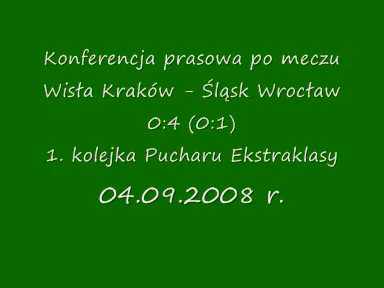 Konferencja prasowa po meczu
Wisła Kraków - Śląsk Wrocław
0:4 (0:1)
1. kolejka Pucharu Ekstraklasy
04.09.2008 r.